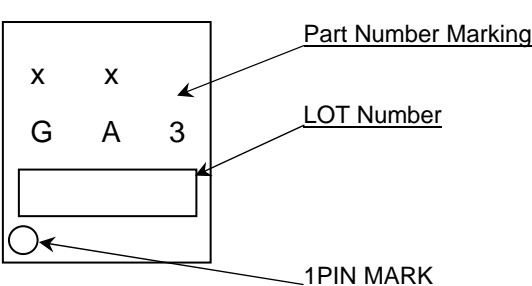 Part Number Marking
x x
G A 3
LOT Number
1PIN MARK